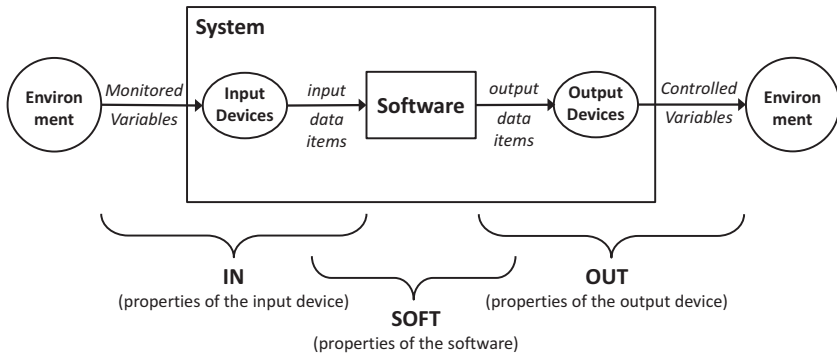 System
Environ
ment
Monitored
Variables
Input
Devices
input
data
items
Software
output
data
items
Output
Devices
Controlled
Variables
Environ
ment
IN
(properties of the input device)
OUT
(properties of the output device)
SOFT
(properties of the software)